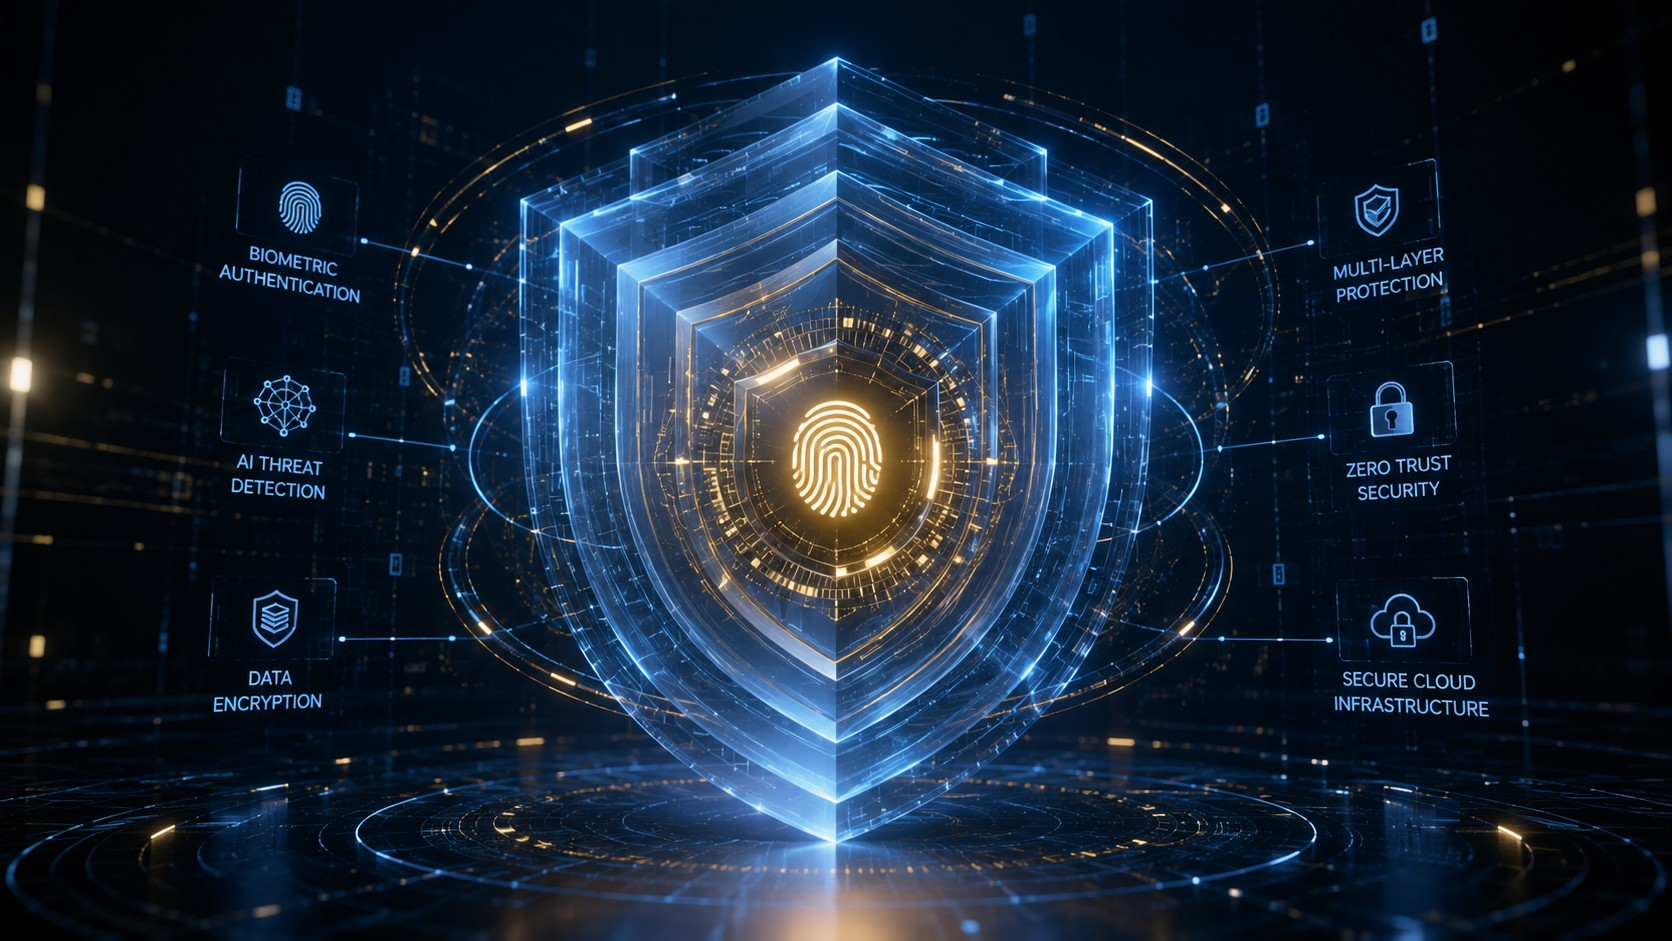 BIOMETRIC
AUTHENTICATION
AI THREAT
DETECTION
DATA
ENCRYPTION
MULTI-LAYER
PROTECTION
ZERO TRUST
SECURITY
SECURE CLOUD
INFRASTRUCTURE